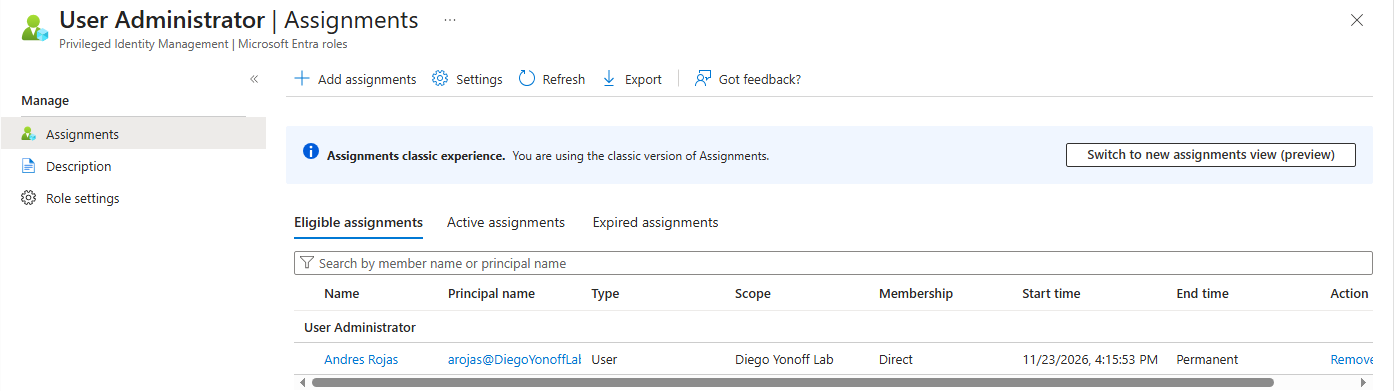 User Administrator | Assignments ...
Privileged Identity Management | Microsoft Entra roles
«
Manage
Assignments
Description
Role settings
+ Add assignments Settings Refresh Export Got feedback?
Assignments classic experience. You are using the classic version of Assignments.
Switch to new assignments view (preview)
Eligible assignments Active assignments Expired assignments
Search by member name or principal name
Name Principal name Type Scope Membership Start time End time Action
User Administrator
Andres Rojas arojas@DiegoYonoffLab User Diego Yonoff Lab Direct 11/23/2026, 4:15:53 PM Permanent Remove